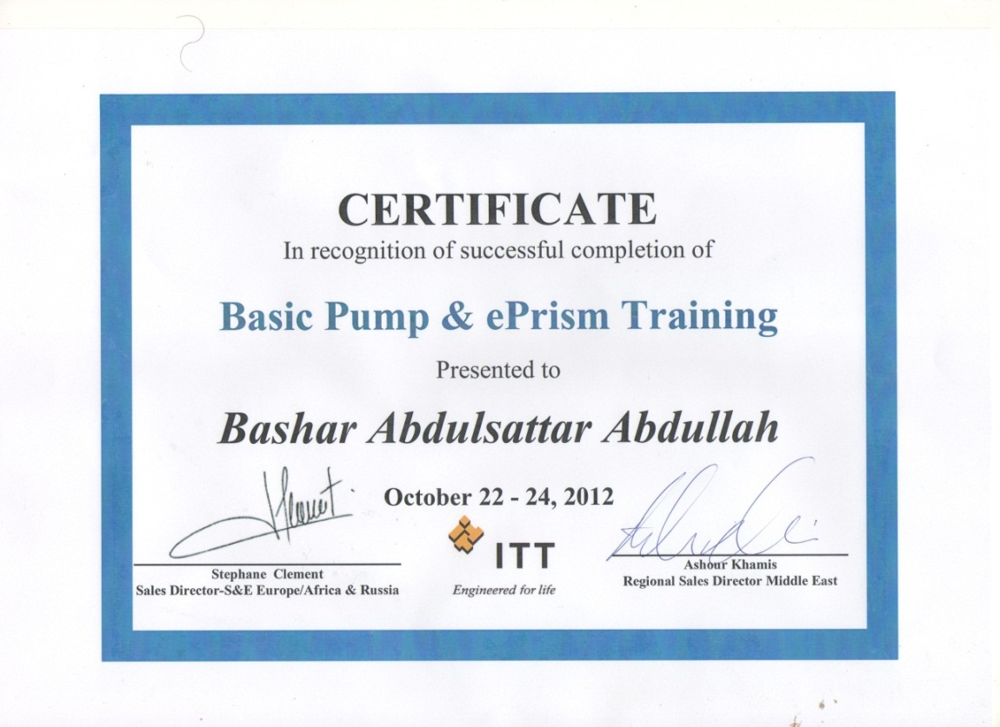 CERTIFICATE
In recognition of successful completion of
Basic Pump & ePrism Training
Presented to
Bashar Abdulsattar Abdullah
October 22 - 24, 2012
Stephane Clement
Sales Director-S&E Europe/Africa & Russia
ITT
Engineered for life
Ashour Khamis
Regional Sales Director Middle East